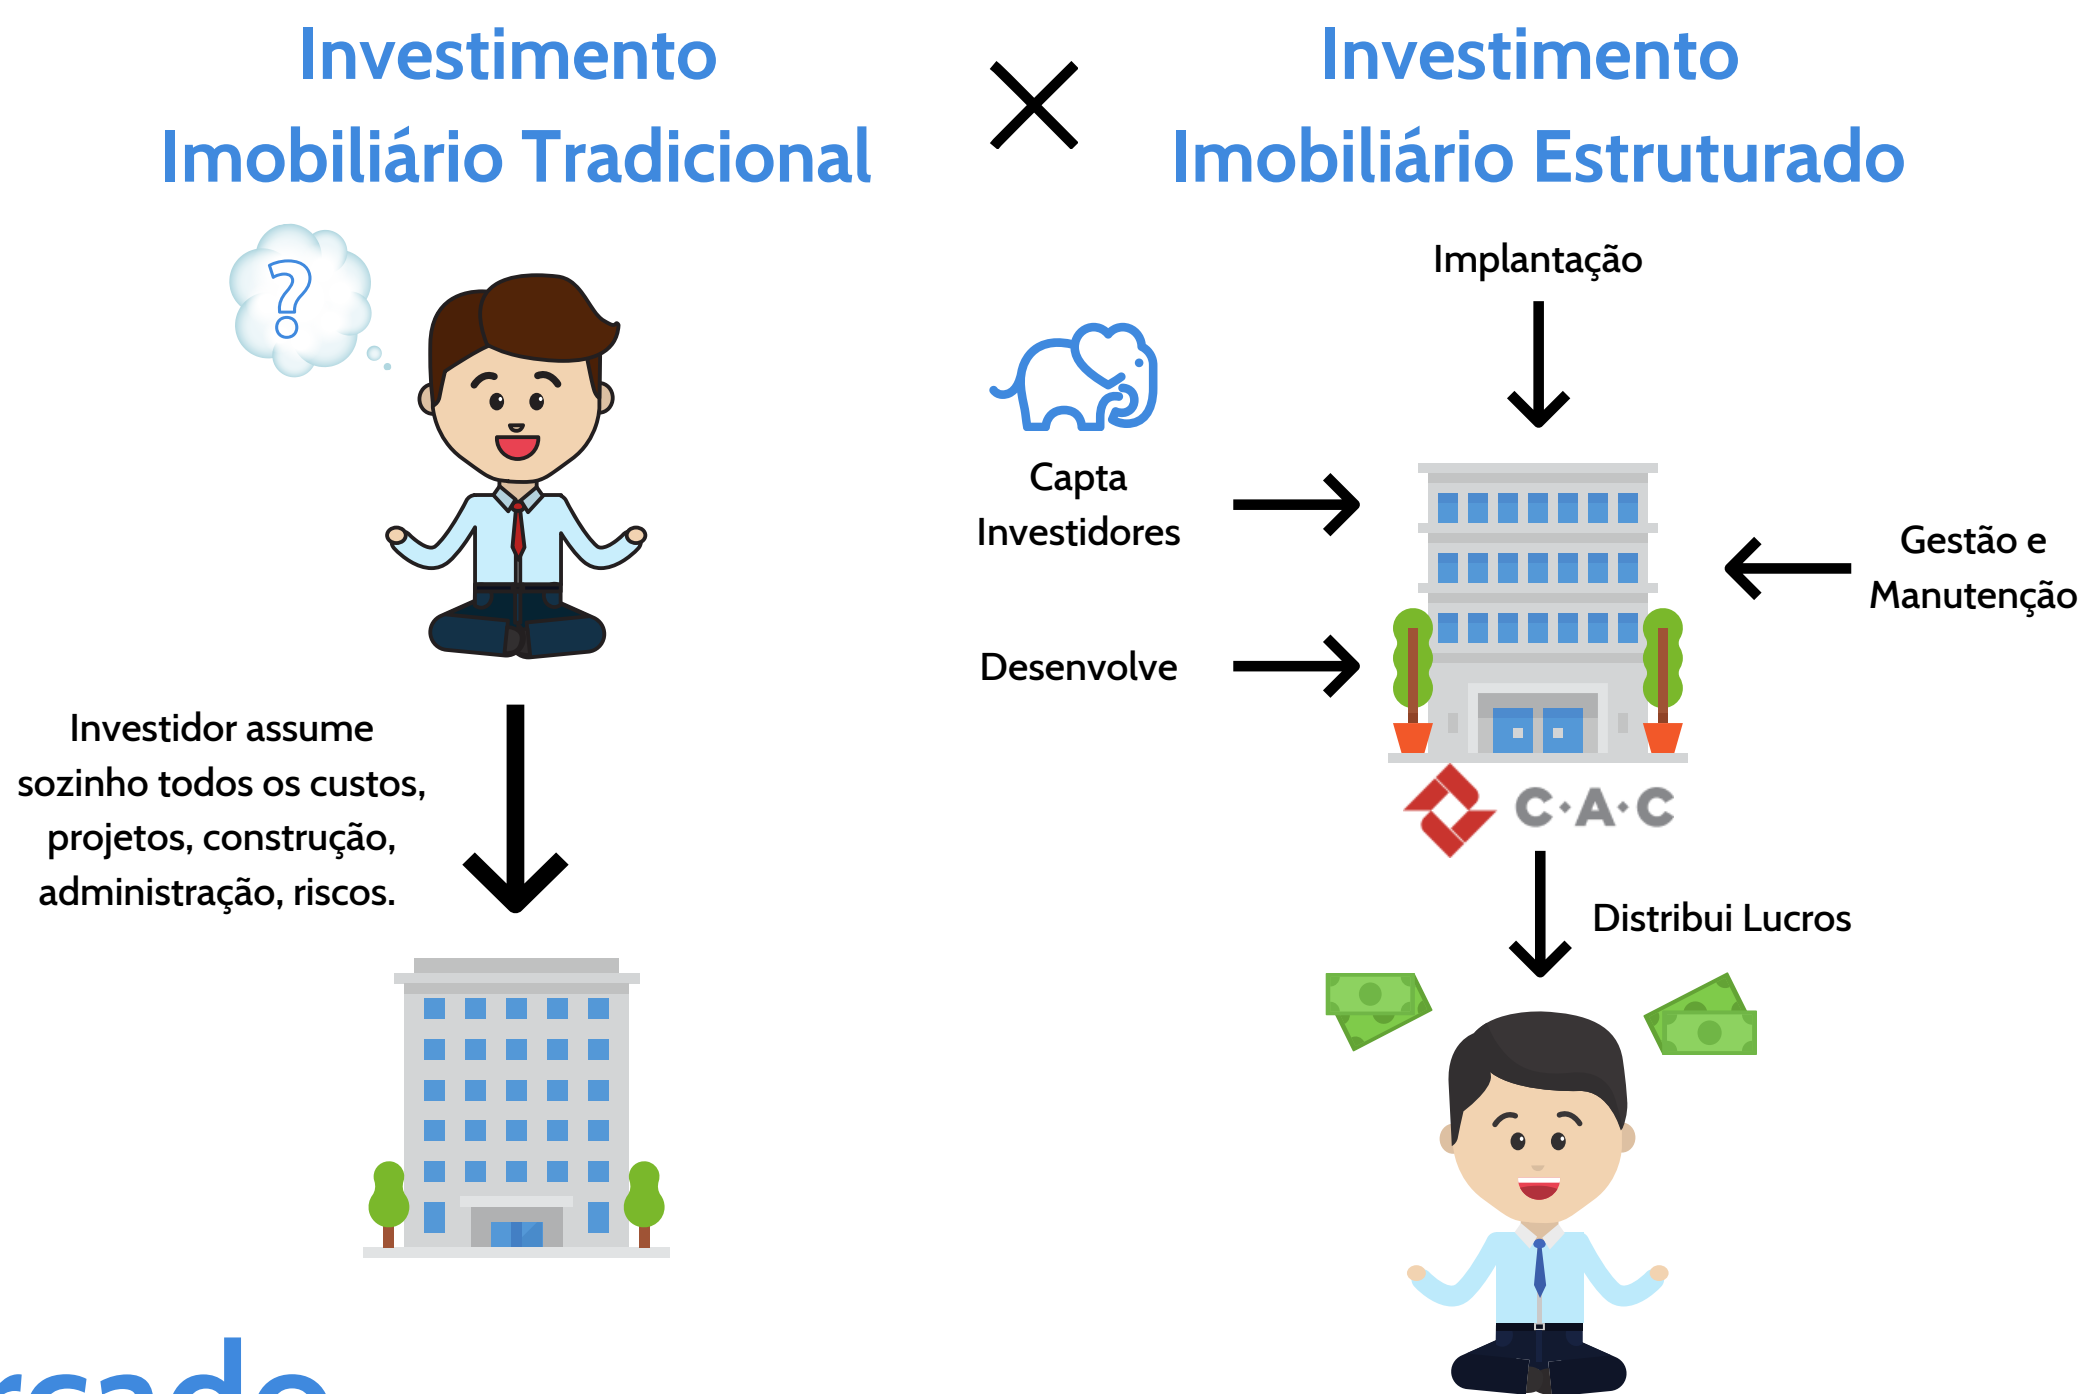 Investimento
Imobiliário Tradicional
Investimento
Imobiliário Estruturado
?
Investidor assume
sozinho todos os custos,
projetos, construção,
administração, riscos.
Implantação
Capta
Investidores
Desenvolve
Gestão e
Manutenção
C·A·C
Distribui Lucros